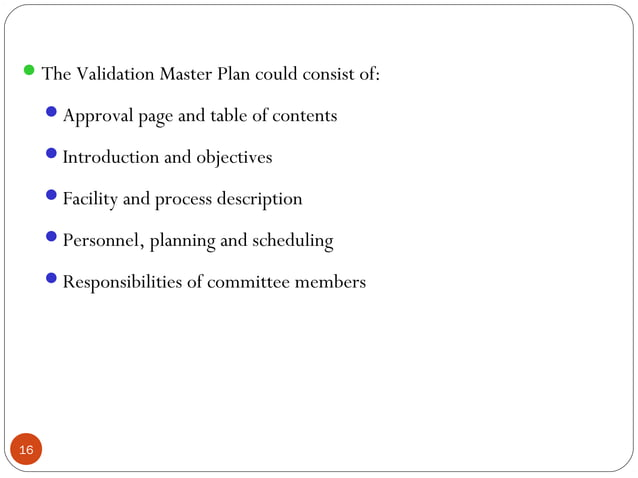 The Validation Master Plan could consist of:
Approval page and table of contents
Introduction and objectives
Facility and process description
Personnel, planning and scheduling
Responsibilities of committee members
16